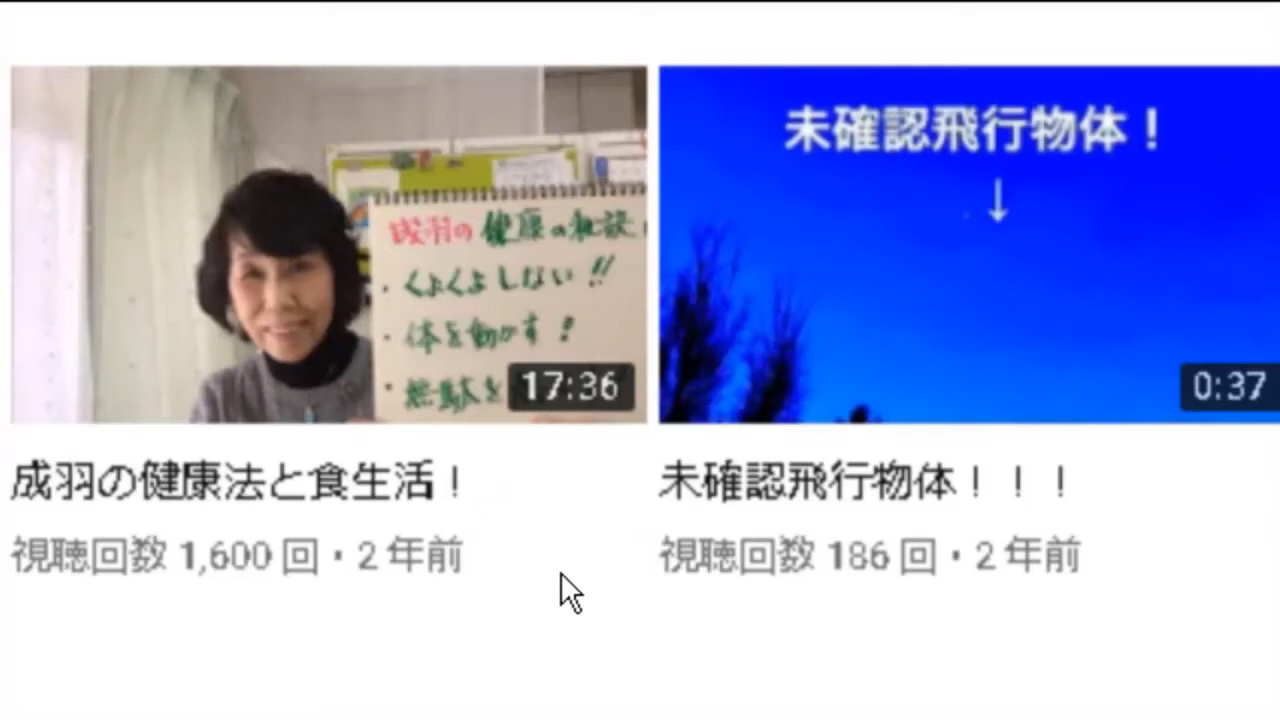 成羽の健康の秘訣
・くよくよしない!!
・体を動かす!
・無駄を
17:36
未確認飛行物体！
↓
0:37
成羽の健康法と食生活！
視聴回数 1,600 回・2 年前
未確認飛行物体！！！
視聴回数 186 回・2 年前